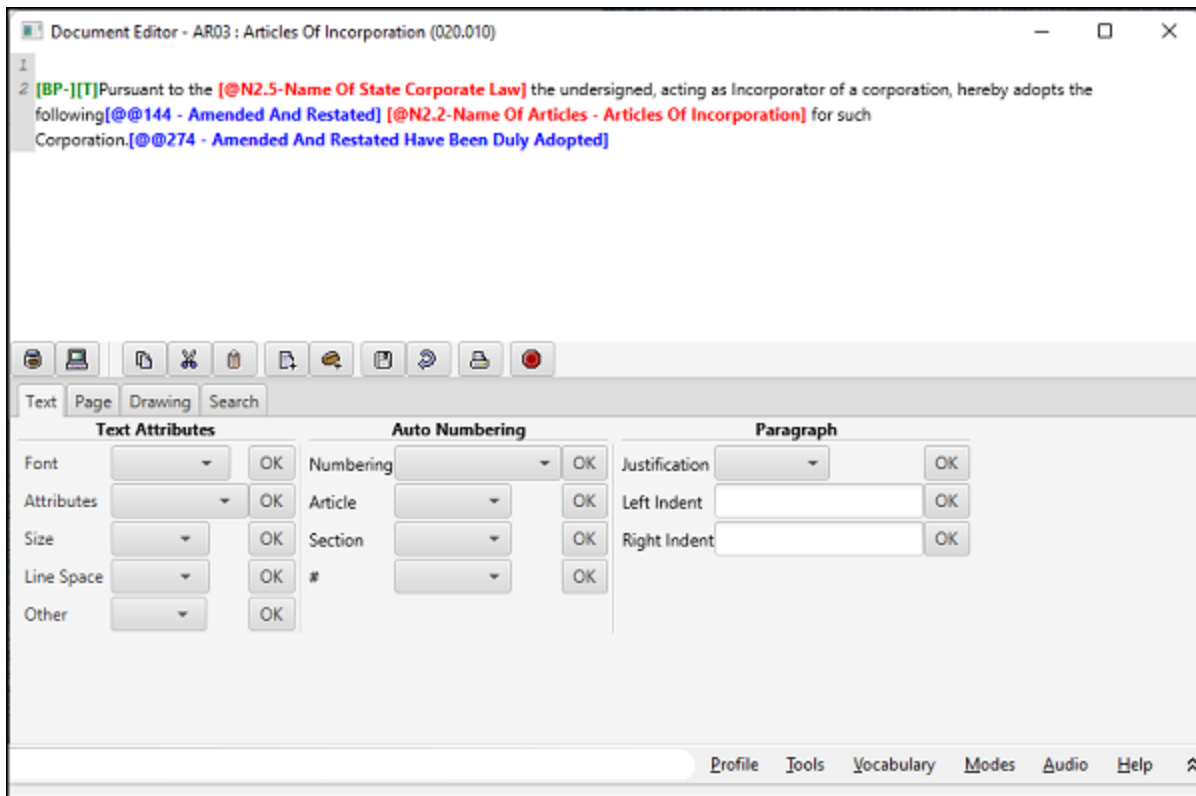 Document Editor - AR03 : Articles Of Incorporation (020.010)
1
2 [BP-][T]Pursuant to the [@N2.5-Name Of State Corporate Law] the undersigned, acting as Incorporator of a corporation, hereby adopts the
following[@@144 - Amended And Restated] [@N2.2-Name Of Articles - Articles Of Incorporation] for such
Corporation.[@@274 - Amended And Restated Have Been Duly Adopted]
Text Page Drawing Search
Text Attributes Auto Numbering Paragraph
Font OK Numbering OK Justification OK
Attributes OK Article OK Left Indent OK
Size OK Section OK Right Indent OK
Line Space OK # OK
Other OK
Profile Tools Vocabulary Modes Audio Help